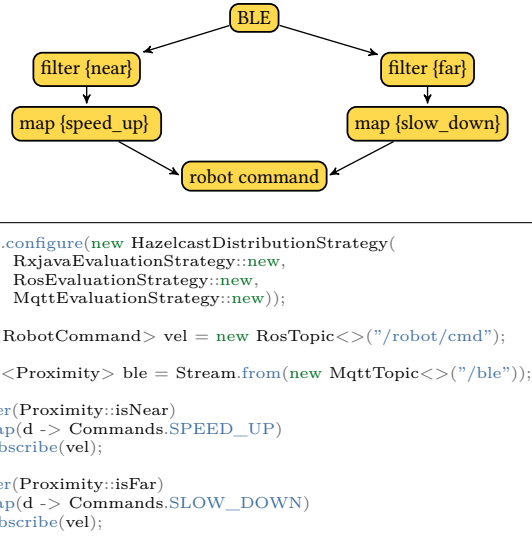 BLE
filter {near}
filter {far}
map {speed_up}
map {slow_down}
robot command
.configure(new HazelcastDistributionStrategy(
RxjavaEvaluationStrategy::new,
RosEvaluationStrategy::new,
MqttEvaluationStrategy::new));
RobotCommand> vel = new RosTopic<>("/robot/cmd");
<Proximity> ble = Stream.from(new MqttTopic<>("/ble"));
er(Proximity::isNear)
ap(d -> Commands.SPEED_UP)
bscribe(vel);
er(Proximity::isFar)
ap(d -> Commands.SLOW_DOWN)
bscribe(vel);